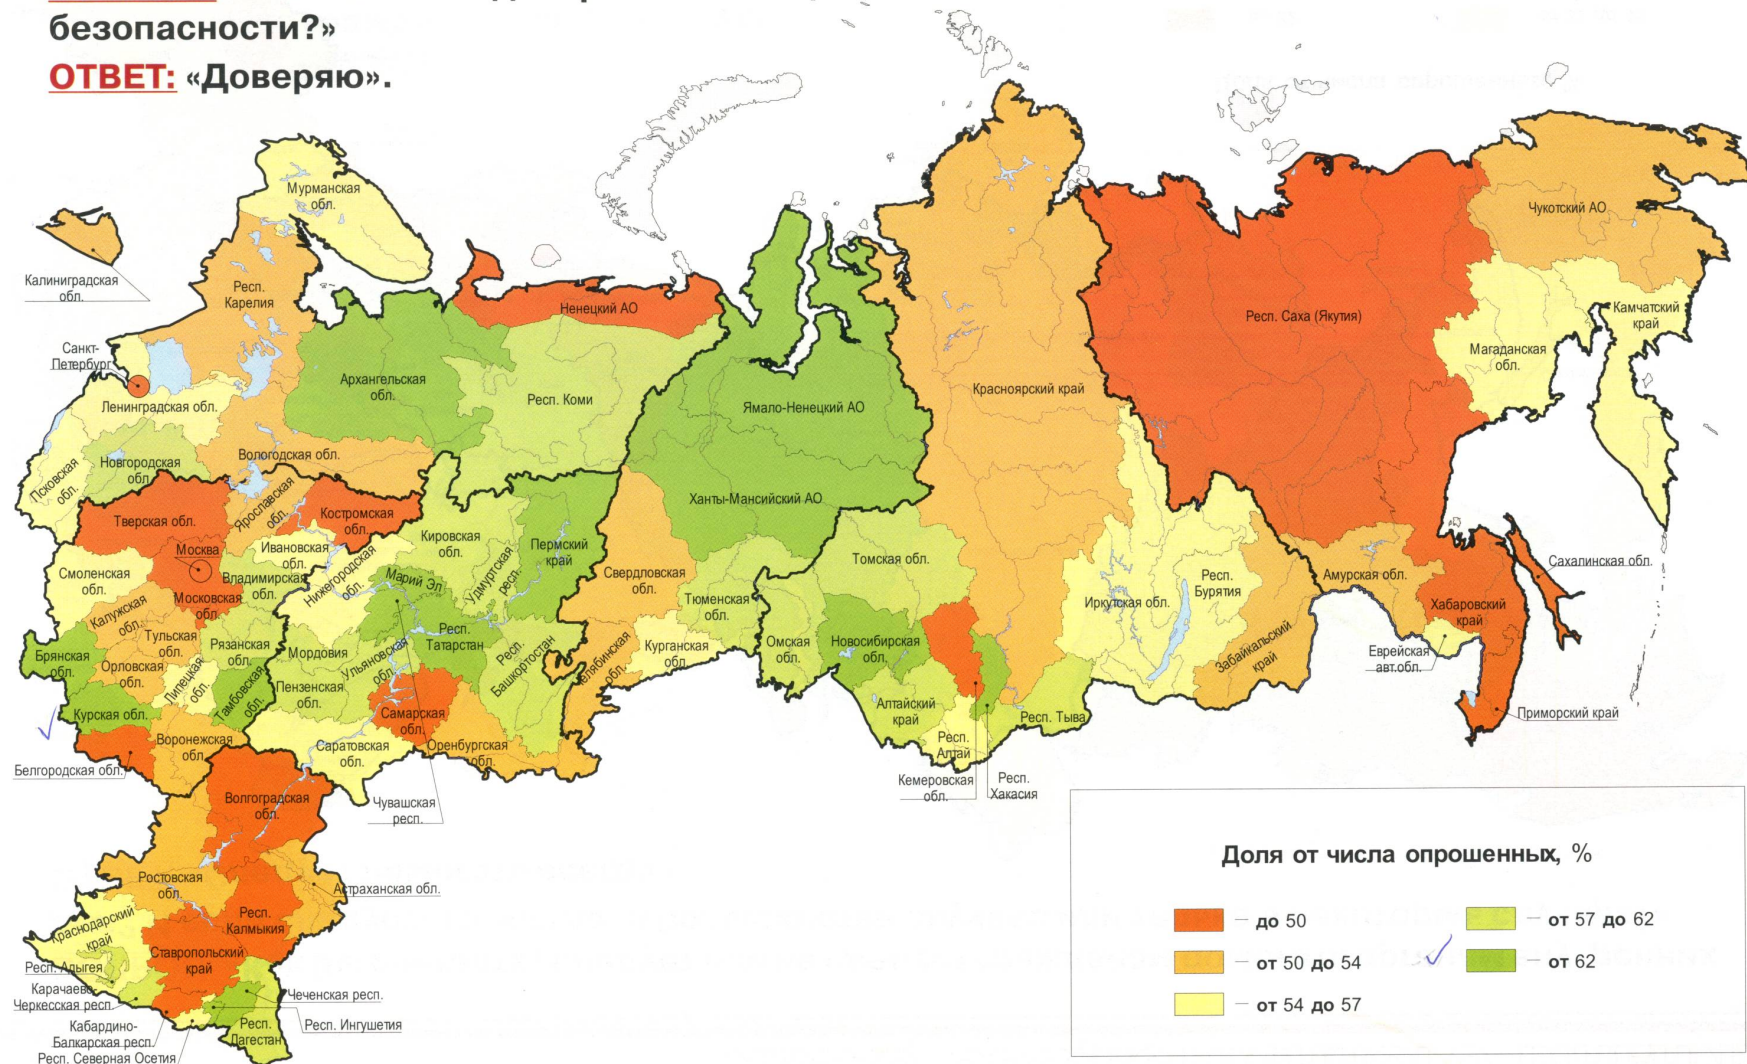 безопасности?»
ОТВЕТ: «Доверяю».
Мурманская
обл.
Калининградская
обл.
Респ.
Карелия
Санкт-
Петербург
Ленинградская обл.
Псковская
обл.
Новгородская
обл.
Вологодская обл.
Архангельская
обл.
Ненецкий АО
Респ. Коми
Ямало-Ненецкий АО
Ханты-Мансийский АО
Красноярский край
Респ. Саха (Якутия)
Чукотский АО
Камчатский
край
Магаданская
обл.
Тверская обл.
Ярославская
обл.
Костромская
обл.
Москва
Ивановская
обл.
Смоленская
обл.
Владимирская
обл.
Московская
обл.
Нижегородская
обл.
Кировская
обл.
Марий Эл
Удмуртская
респ.
Пермский
край
Свердловская
обл.
Тюменская
обл.
Томская обл.
Калужская
обл.
Тульская
обл.
Рязанская
обл.
Брянская
обл.
Орловская
обл.
Липецкая
обл.
Тамбовская
обл.
Мордовия
Пензенская
обл.
Ульяновская
обл.
Респ.
Татарстан
Респ.
Башкортостан
Челябинская
обл.
Курганская
обл.
Омская
обл.
Новосибирская
обл.
Курская обл.
Воронежская
обл.
Белгородская обл.
Саратовская
обл.
Самарская
обл.
Оренбургская
обл.
Чувашская
респ.
Алтайский
край
Респ.
Алтай
Кемеровская
обл.
Респ.
Хакасия
Респ. Тыва
Иркутская обл.
Респ.
Бурятия
Забайкальский
край
Амурская обл.
Еврейская
авт.обл.
Хабаровский
край
Сахалинская обл.
Приморский край
Волгоградская
обл.
Ростовская
обл.
Астраханская обл.
Респ.
Калмыкия
Краснодарский
край
Ставропольский
край
Респ. Адыгея
Карачаево-
Черкесская респ.
Кабардино-
Балкарская респ.
Респ. Северная Осетия
Чеченская респ.
Респ. Ингушетия
Респ.
Дагестан
Доля от числа опрошенных, %
– до 50
– от 50 до 54
– от 54 до 57
– от 57 до 62
– от 62